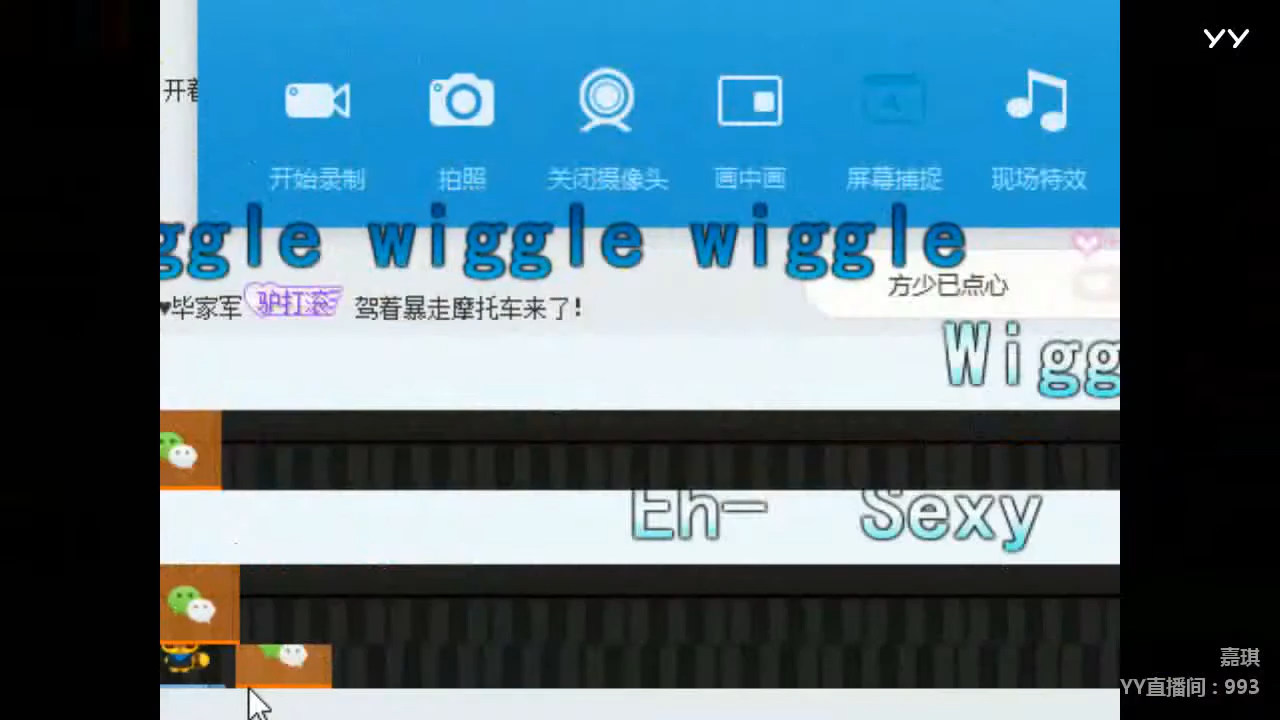 YY
开着
开始录制 拍照 关闭摄像头 画中画 屏幕捕捉 现场特效
ggle wiggle wiggle
方少已点心
♥毕家军 驴打滚 驾着暴走摩托车来了!
Wigg
Eh— Sexy
嘉琪
YY直播间:993